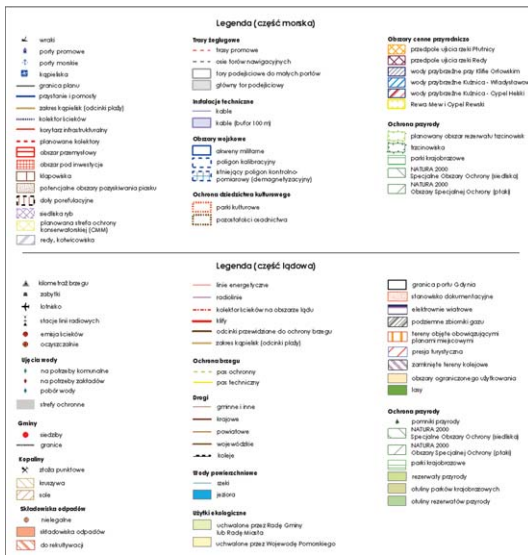 Legenda (część morska)
wraki
porty promowe
porty morskie
kąpieliska
granica planu
przystanie i pomosty
zakres kąpielisk (odcinki plaży)
kolektor ścieków
korytarz infrastrukturalny
planowane kolektory
obszar przemysłowy
obszar pod inwestycje
klapowiska
potencjalne obszary pozyskiwania piasku
doły porefulacyjne
siedliska ryb
planowana strefa ochrony
konserwatorskiej (CMM)
redy, kotwicowiska
Trasy żeglugowe
trasy promowe
osie torów nawigacyjnych
tory podejściowe do małych portów
główny tor podejściowy
Instalacje techniczne
kable
kable (bufor 100 m)
Obszary wojskowe
akweny militarne
poligon kalibracyjny
istniejący poligon kontrolno-
pomiarowy (demagnetyzacyjny)
Ochrona dziedzictwa kulturowego
parki kulturowe
pozostałości osadnictwa
Obszary cenne przyrodniczo
przedpole ujścia rzeki Płutnicy
przedpole ujścia rzeki Redy
wody przybrzeżne przy Klifie Orłowskim
wody przybrzeżne Kuźnica - Władysławowo
wody przybrzeżne Kuźnica - Cypel Helski
Rewa Mew i Cypel Rewski
Ochrona przyrody
planowany obszar rezerwatu fazinowisk
fazinowiska
parki krajobrazowe
NATURA 2000
Specjalne Obszary Ochrony (siedliska)
NATURA 2000
Obszary Specjalnej Ochrony (ptaki)
Legenda (część lądowa)
kilometraż brzegu
zabytki
lotnisko
stacje linii radiowych
emisja ścieków
oczyszczalnie
Ujęcia wody
na potrzeby komunalne
na potrzeby zakładów
pobór wody
strefy ochronne
Gminy
siedziby
granice
Kopaliny
złoża punktowe
kruszywa
sole
Składowiska odpadów
nielegalne
składowiska odpadów
do rekultywacji
linie energetyczne
radiolinie
kolektor ścieków na obszarze lądu
klify
odcinki przewidziane do ochrony brzegu
zakres kąpielisk (odcinki plaży)
Ochrona brzegu
pas ochronny
pas techniczny
Drogi
gminne i inne
krajowe
powiatowe
wojewódzkie
koleje
Wody powierzchniowe
rzeki
jeziora
Użytki ekologiczne
uchwalone przez Radę Gminy
lub Radę Miasta
uchwalone przez Wojewodę Pomorskiego
granica portu Gdynia
stanowisko dokumentacyjne
elektrownie wiatrowe
podziemne zbiorniki gazu
tereny objęte obowiązującymi
planami miejscowymi
presja turystyczna
zamknięte tereny kolejowe
obszary ograniczonego użytkowania
lasy
Ochrona przyrody
pomniki przyrody
NATURA 2000
Specjalne Obszary Ochrony (siedliska)
NATURA 2000
Obszary Specjalnej Ochrony (ptaki)
parki krajobrazowe
rezerwaty przyrody
otuliny parków krajobrazowych
otuliny rezerwatów przyrody